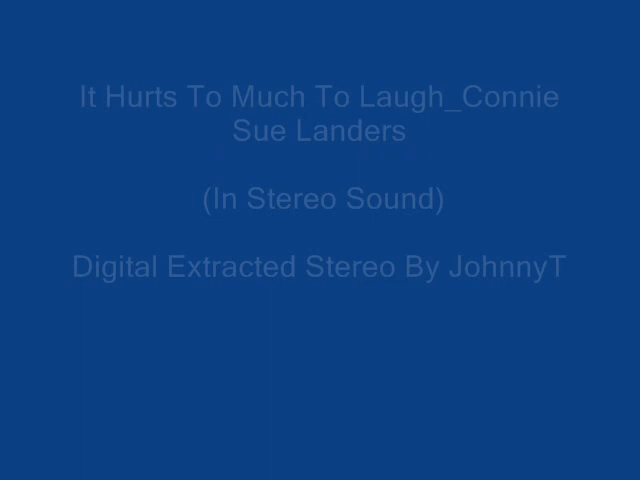 It Hurts To Much To Laugh_Connie
Sue Landers
(In Stereo Sound)
Digital Extracted Stereo By JohnnyT